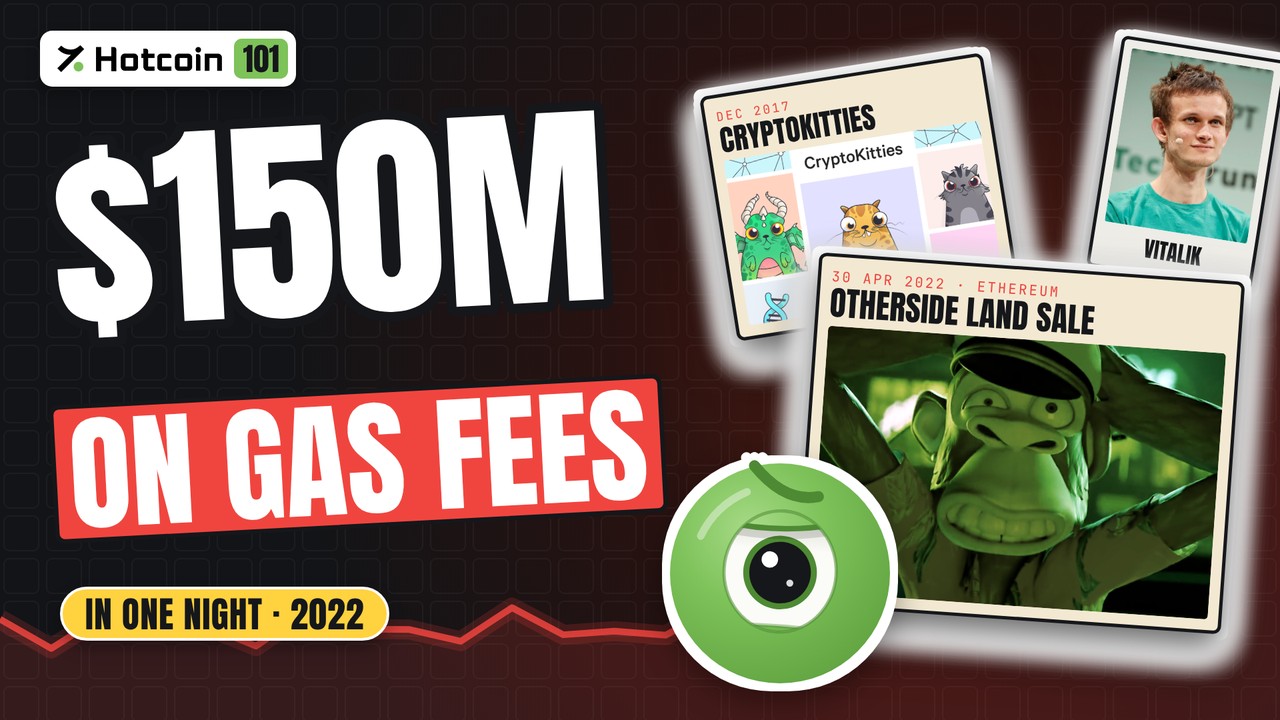 Hotcoin 101
$150M
ON GAS FEES
IN ONE NIGHT · 2022
DEC 2017
CRYPTOKITTIES
CryptoKitties
VITALIK
30 APR 2022 · ETHEREUM
OTHERSIDE LAND SALE